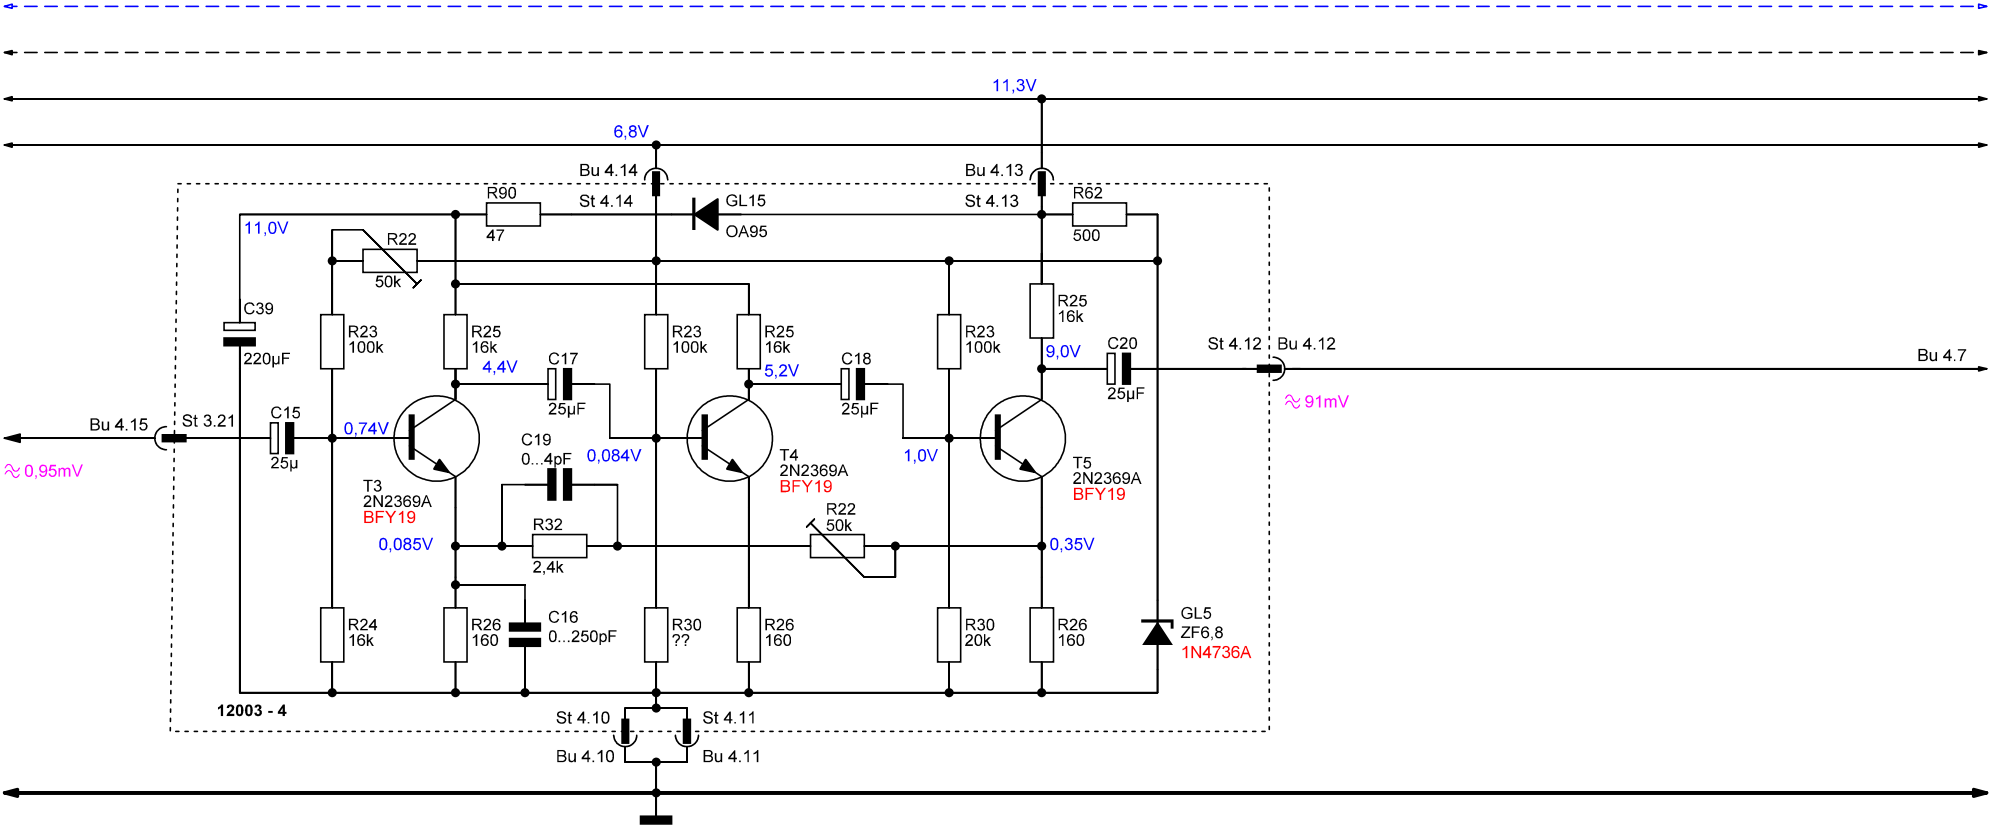 11,3V
6,8V
Bu 4.14
Bu 4.13
R90
St 4.14
GL15
St 4.13
R62
11,0V
47
OA95
500
R22
50k
C39
R25
16k
R23
100k
R25
16k
R23
100k
R25
16k
R23
100k
220µF
4,4V
C17
5,2V
C18
9,0V
C20
St 4.12
Bu 4.12
Bu 4.7
25µF
25µF
25µF
≈ 91mV
Bu 4.15
St 3.21
C15
0,74V
25µ
≈ 0,95mV
C19
0...4pF
0,084V
T4
2N2369A
BFY19
1,0V
T5
2N2369A
BFY19
T3
2N2369A
BFY19
R22
50k
R32
0,085V
0,35V
2,4k
R24
16k
R26
160
C16
0...250pF
R30
??
R26
160
R30
20k
R26
160
GL5
ZF6,8
1N4736A
12003 - 4
St 4.10
St 4.11
Bu 4.10
Bu 4.11